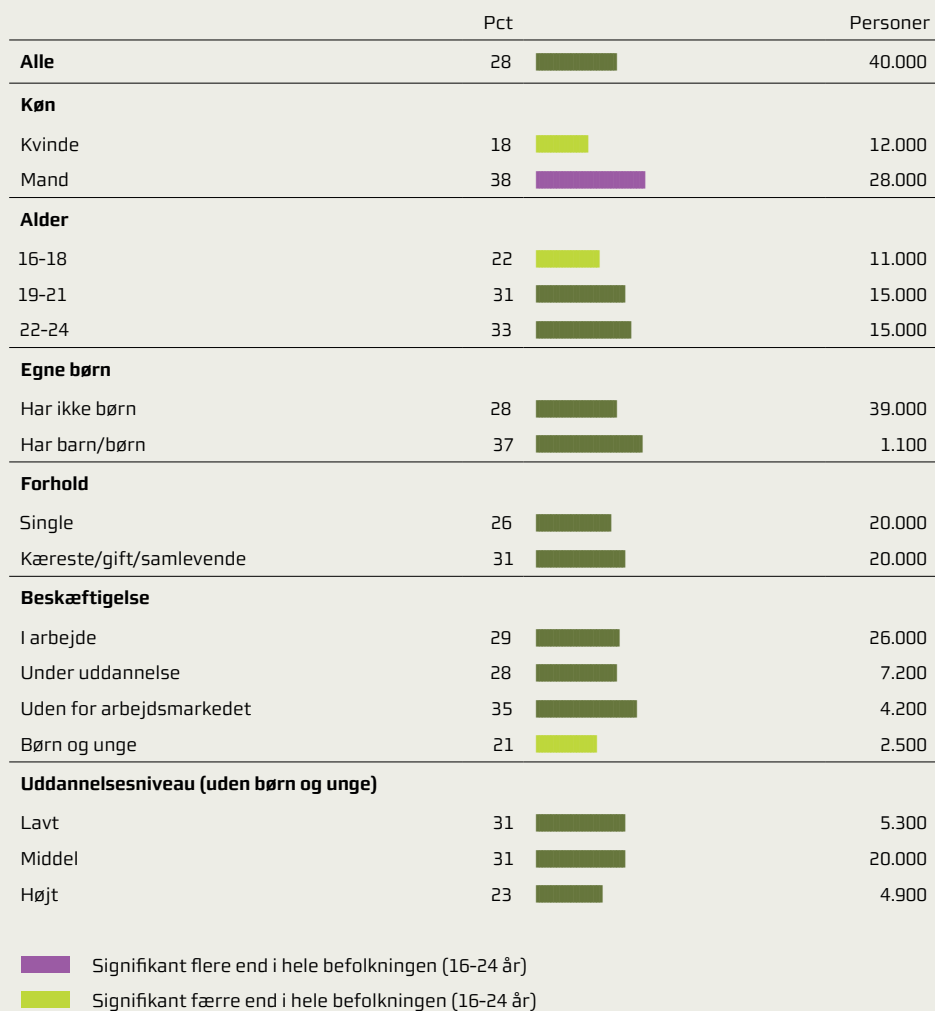 Pct Personer
Alle 28 40.000
Køn
Kvinde 18 12.000
Mand 38 28.000
Alder
16-18 22 11.000
19-21 31 15.000
22-24 33 15.000
Egne børn
Har ikke børn 28 39.000
Har barn/børn 37 1.100
Forhold
Single 26 20.000
Kæreste/gift/samlevende 31 20.000
Beskæftigelse
I arbejde 29 26.000
Under uddannelse 28 7.200
Uden for arbejdsmarkedet 35 4.200
Børn og unge 21 2.500
Uddannelsesniveau (uden børn og unge)
Lavt 31 5.300
Middel 31 20.000
Højt 23 4.900
Signifikant flere end i hele befolkningen (16-24 år)
Signifikant færre end i hele befolkningen (16-24 år)